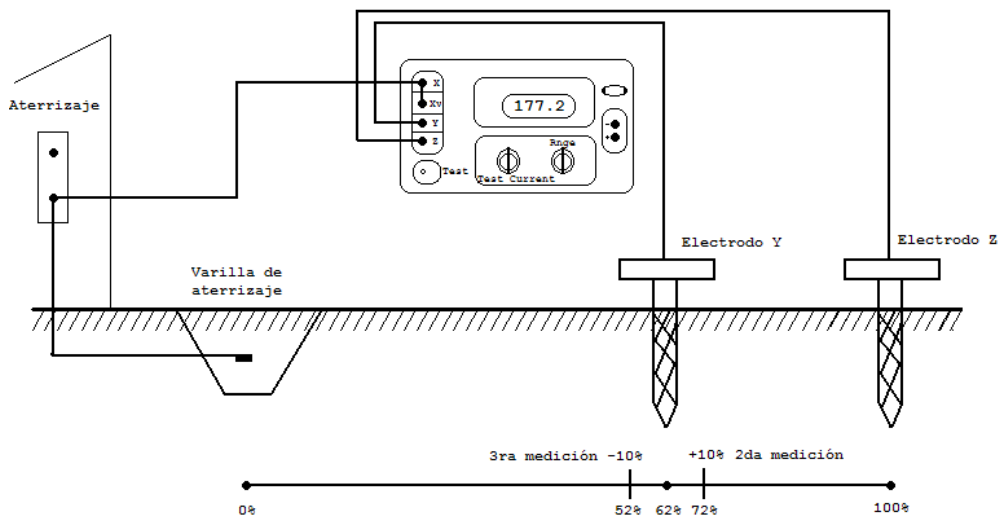 Aterrizaje
X
Xv
Y
Z
177.2
-
+
Rnge
Test
Test Current
Electrodo Y
Electrodo Z
Varilla de
aterrizaje
3ra medición -10%
+10% 2da medición
0%
52%
62%
72%
100%